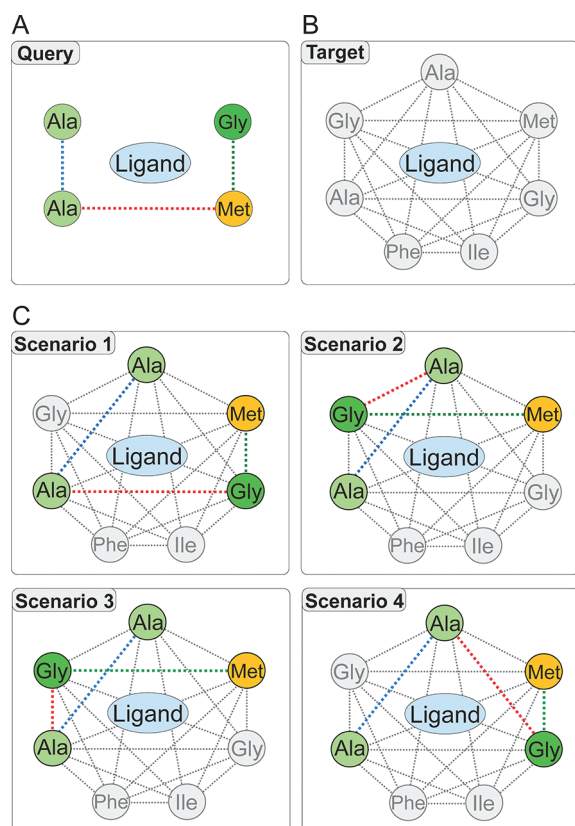 A
Query
Ala
Gly
Ligand
Ala
Met
B
Target
Ala
Gly
Met
Ligand
Ala
Gly
Phe
Ile
C
Scenario 1
Ala
Gly
Met
Ligand
Ala
Gly
Phe
Ile
Scenario 2
Ala
Gly
Met
Ligand
Ala
Gly
Phe
Ile
Scenario 3
Ala
Gly
Met
Ligand
Ala
Gly
Phe
Ile
Scenario 4
Ala
Gly
Met
Ligand
Ala
Gly
Phe
Ile